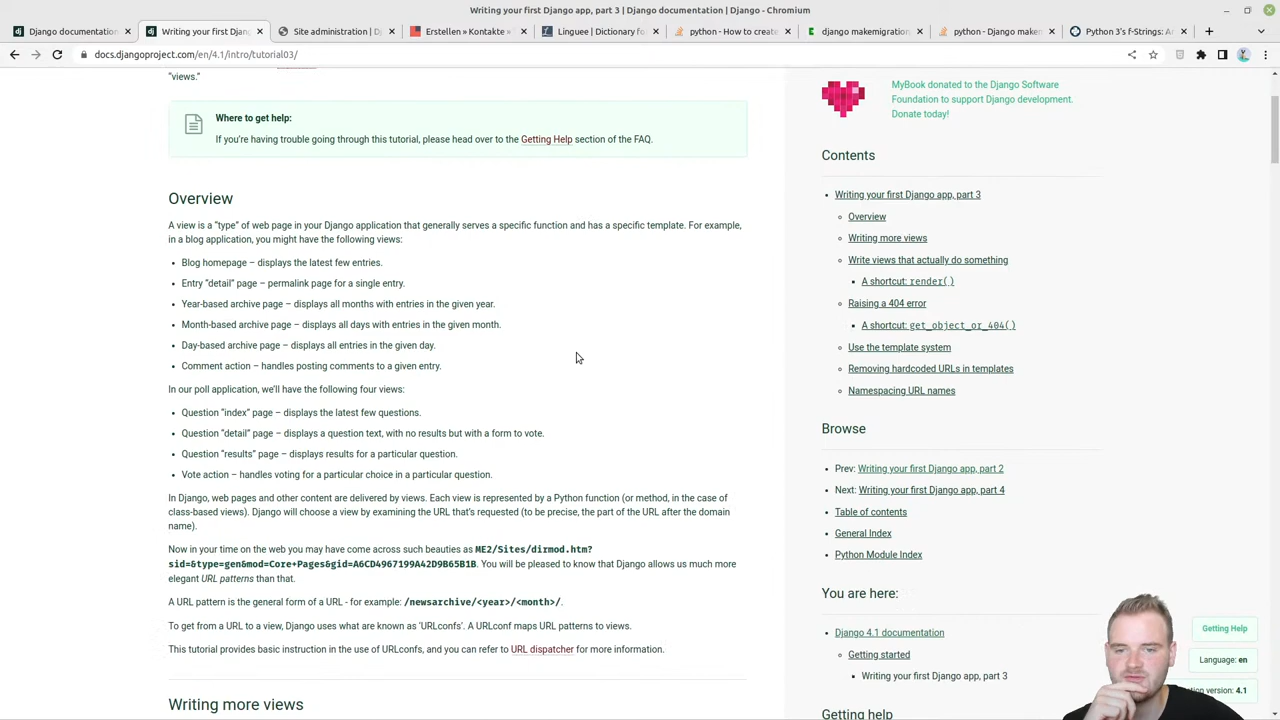 Writing your first Django app, part 3 | Django documentation | Django - Chromium
Django documentation
Writing your first Django
Site administration | Dj
Erstellen » Kontakte «
Linguee | Dictionary fo
python - How to create
django makemigration
python - Django make
Python 3's f-Strings: A
docs.djangoproject.com/en/4.1/intro/tutorial03/
"views."
Where to get help:
If you're having trouble going through this tutorial, please head over to the Getting Help section of the FAQ.
Overview
A view is a "type" of web page in your Django application that generally serves a specific function and has a specific template. For example,
in a blog application, you might have the following views:
Blog homepage – displays the latest few entries.
Entry "detail" page – permalink page for a single entry.
Year-based archive page – displays all months with entries in the given year.
Month-based archive page – displays all days with entries in the given month.
Day-based archive page – displays all entries in the given day.
Comment action – handles posting comments to a given entry.
In our poll application, we'll have the following four views:
Question "index" page – displays the latest few questions.
Question "detail" page – displays a question text, with no results but with a form to vote.
Question "results" page – displays results for a particular question.
Vote action – handles voting for a particular choice in a particular question.
In Django, web pages and other content are delivered by views. Each view is represented by a Python function (or method, in the case of
class-based views). Django will choose a view by examining the URL that's requested (to be precise, the part of the URL after the domain
name).
Now in your time on the web you may have come across such beauties as ME2/Sites/dirmod.htm?
sid=&type=gen&mod=Core+Pages&gid=A6CD4967199A42D9B65B1B. You will be pleased to know that Django allows us much more
elegant URL patterns than that.
A URL pattern is the general form of a URL - for example: /newsarchive/<year>/<month>/.
To get from a URL to a view, Django uses what are known as 'URLconfs'. A URLconf maps URL patterns to views.
This tutorial provides basic instruction in the use of URLconfs, and you can refer to URL dispatcher for more information.
Writing more views
MyBook donated to the Django Software
Foundation to support Django development.
Donate today!
Contents
Writing your first Django app, part 3
Overview
Writing more views
Write views that actually do something
A shortcut: render()
Raising a 404 error
A shortcut: get_object_or_404()
Use the template system
Removing hardcoded URLs in templates
Namespacing URL names
Browse
Prev: Writing your first Django app, part 2
Next: Writing your first Django app, part 4
Table of contents
General Index
Python Module Index
You are here:
Django 4.1 documentation
Getting started
Writing your first Django app, part 3
Getting help
Getting Help
Language: en
version: 4.1